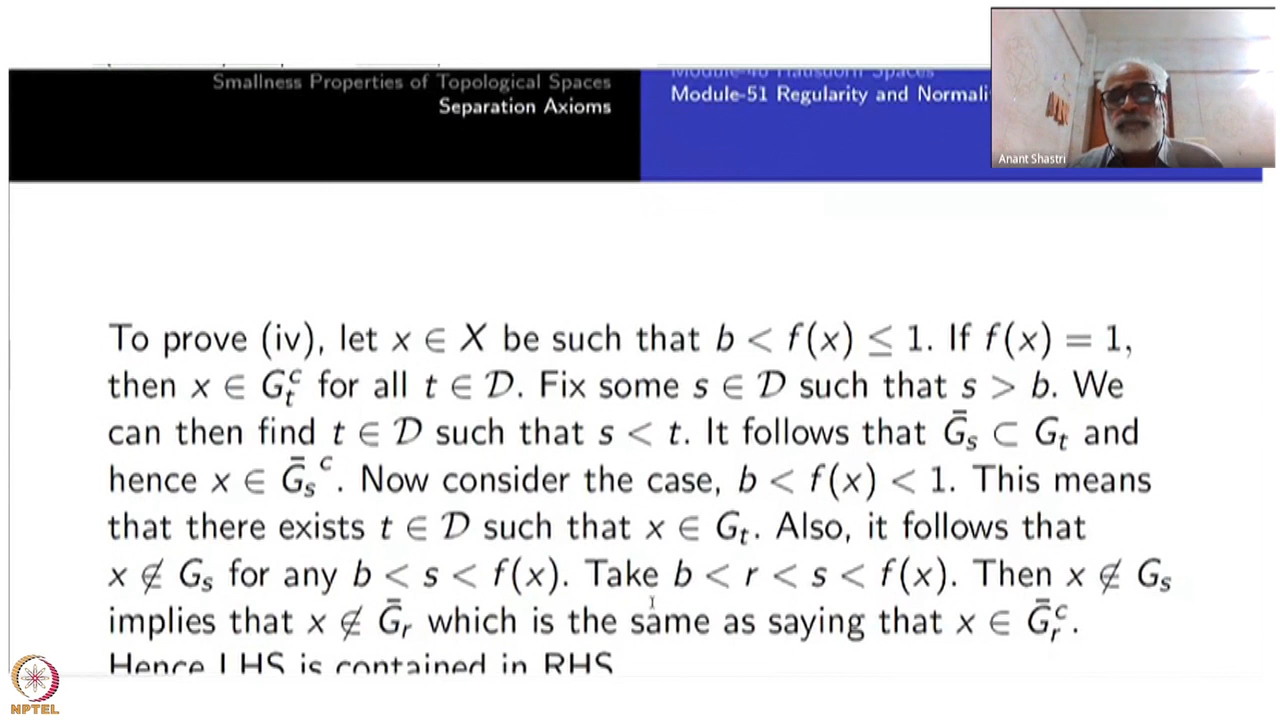 Smallness Properties of Topological Spaces
Separation Axioms
Module-48 Hausdorff Spaces
Module-51 Regularity and Normali
Anant Shastri
To prove (iv), let x ∈ X be such that b < f(x) ≤ 1. If f(x) = 1,
then x ∈ G_t^c for all t ∈ 𝒟. Fix some s ∈ 𝒟 such that s > b. We
can then find t ∈ 𝒟 such that s < t. It follows that Ḡ_s ⊂ G_t and
hence x ∈ Ḡ_s^c. Now consider the case, b < f(x) < 1. This means
that there exists t ∈ 𝒟 such that x ∈ G_t. Also, it follows that
x ∉ G_s for any b < s < f(x). Take b < r < s < f(x). Then x ∉ G_s
implies that x ∉ Ḡ_r which is the same as saying that x ∈ Ḡ_r^c.
Hence LHS is contained in RHS
NPTEL